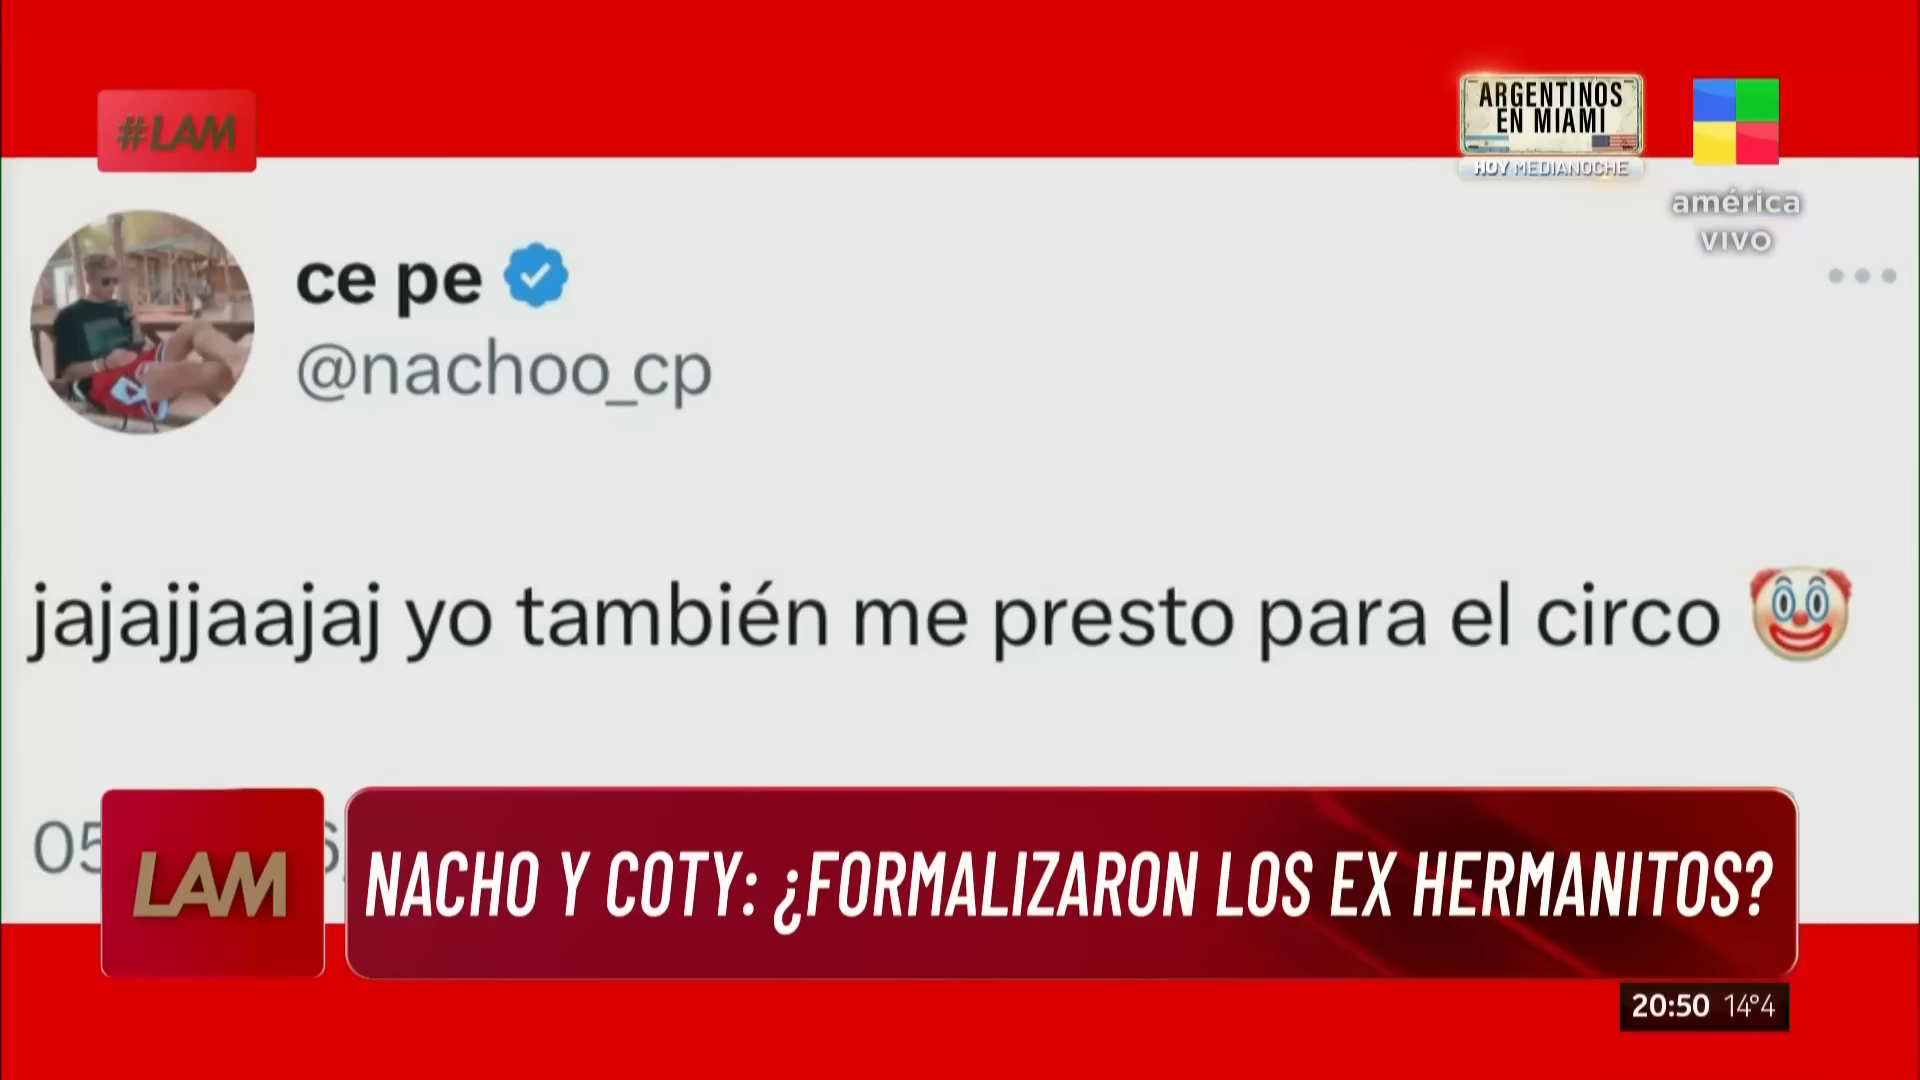 #LAM
ARGENTINOS
EN MIAMI
HOY MEDIANOCHE
américa
VIVO
ce pe
@nachoo_cp
jajajjaajaj yo también me presto para el circo 🤡
LAM
NACHO Y COTY: ¿FORMALIZARON LOS EX HERMANITOS?
20:50 14°4